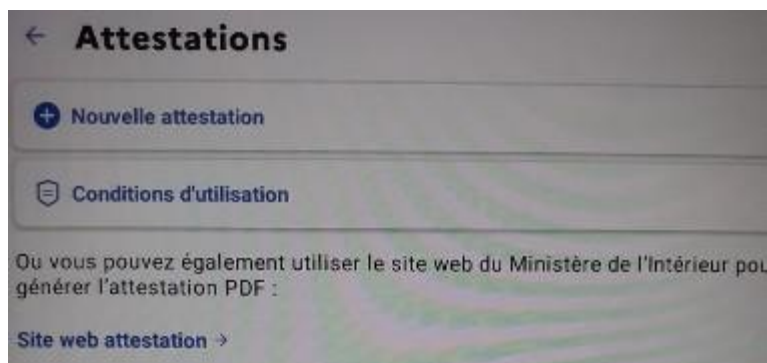 ← Attestations
Nouvelle attestation
Conditions d'utilisation
Ou vous pouvez également utiliser le site web du Ministère de l'Intérieur pou
générer l'attestation PDF :
Site web attestation →